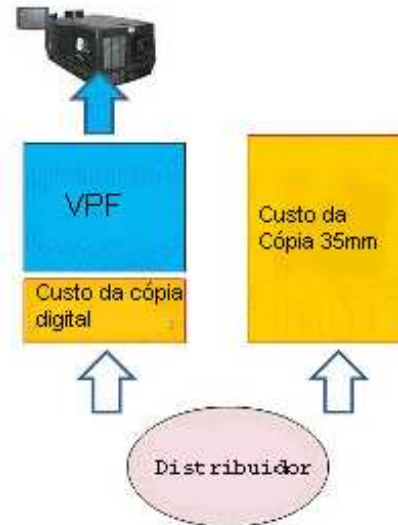 VPF
Custo da cópia
digital
Custo da
Cópia 35mm
Distribuidor